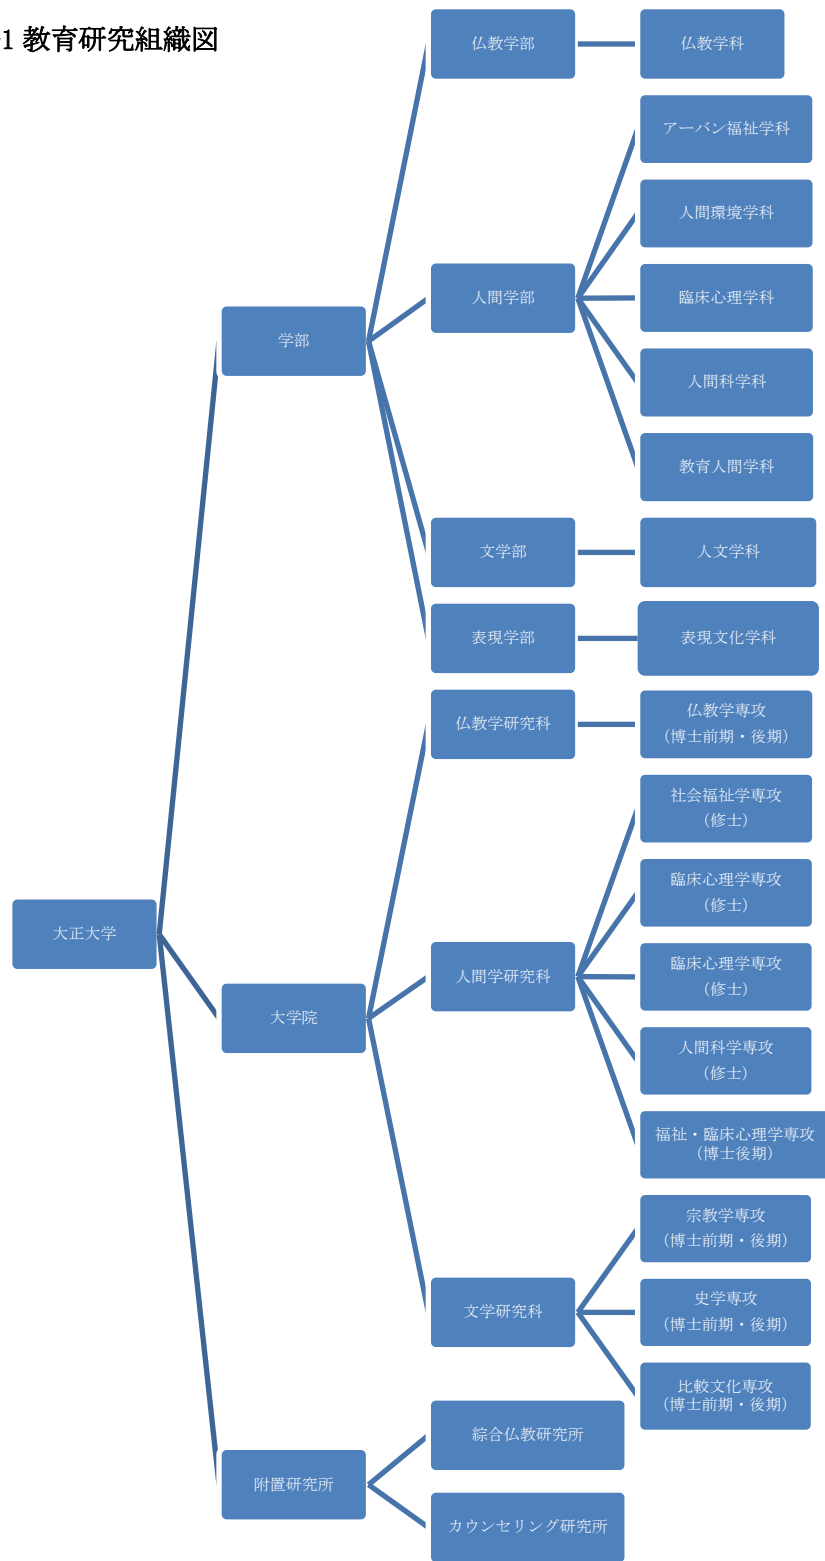 1 教育研究組織図
仏教学部
仏教学科
アーバン福祉学科
人間環境学科
人間学部
臨床心理学科
学部
人間科学科
教育人間学科
文学部
人文学科
表現学部
表現文化学科
仏教学研究科
仏教学専攻
（博士前期・後期）
社会福祉学専攻
（修士）
臨床心理学専攻
（修士）
大正大学
人間学研究科
臨床心理学専攻
（修士）
大学院
人間科学専攻
（修士）
福祉・臨床心理学専攻
（博士後期）
宗教学専攻
（博士前期・後期）
文学研究科
史学専攻
（博士前期・後期）
比較文化専攻
（博士前期・後期）
綜合仏教研究所
附置研究所
カウンセリング研究所